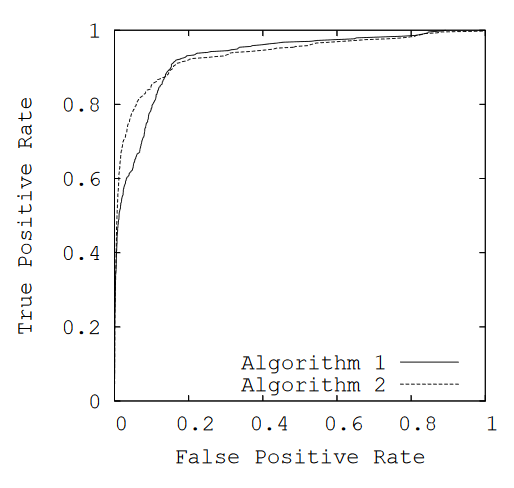 1
0.8
0.6
0.4
0.2
0
True Positive Rate
Algorithm 1
Algorithm 2
0 0.2 0.4 0.6 0.8 1
False Positive Rate